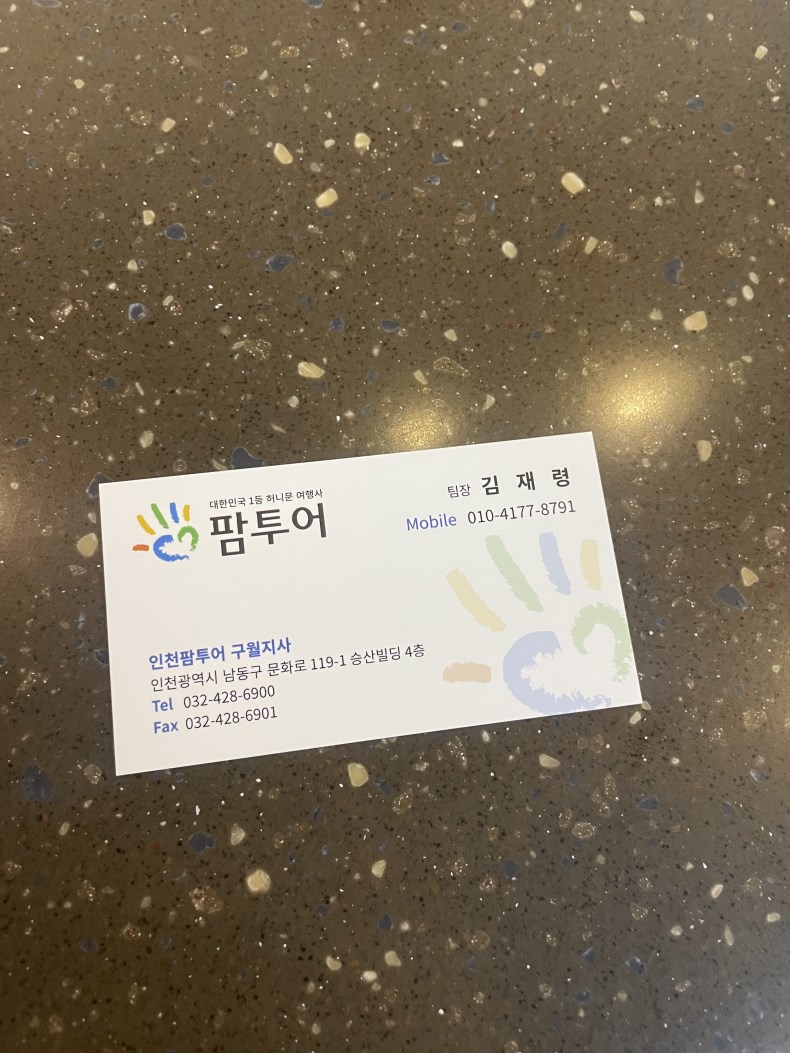 대한민국 1등 허니문 여행사
팜투어
팀장 김 재 령
Mobile 010-4177-8791
인천팜투어 구월지사
인천광역시 남동구 문화로 119-1 승산빌딩 4층
Tel 032-428-6900
Fax 032-428-6901